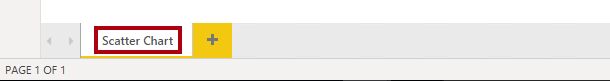 Scatter Chart
PAGE 1 OF 1